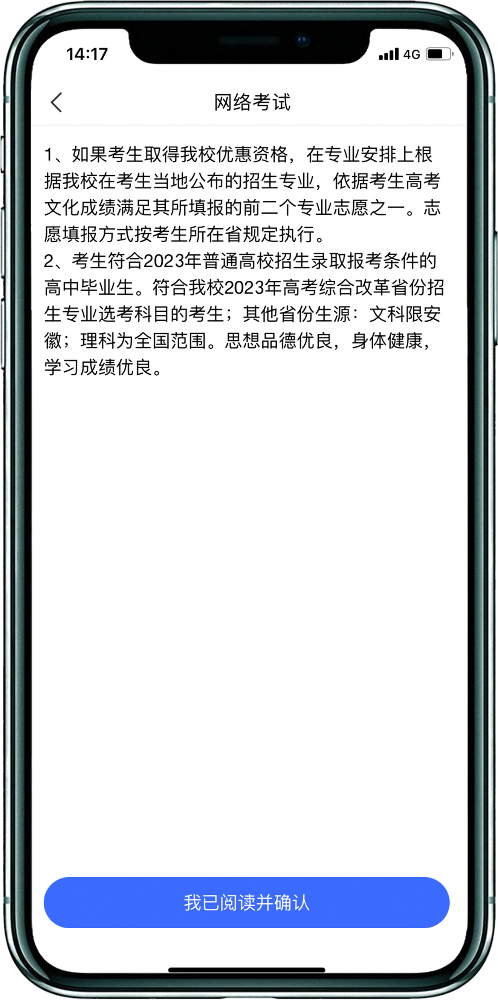 14:17
4G
网络考试
1、如果考生取得我校优惠资格，在专业安排上根
据我校在考生当地公布的招生专业，依据考生高考
文化成绩满足其所填报的前二个专业志愿之一。志
愿填报方式按考生所在省规定执行。
2、考生符合2023年普通高校招生录取报考条件的
高中毕业生。符合我校2023年高考综合改革省份招
生专业选考科目的考生；其他省份生源：文科限安
徽；理科为全国范围。思想品德优良，身体健康，
学习成绩优良。
我已阅读并确认